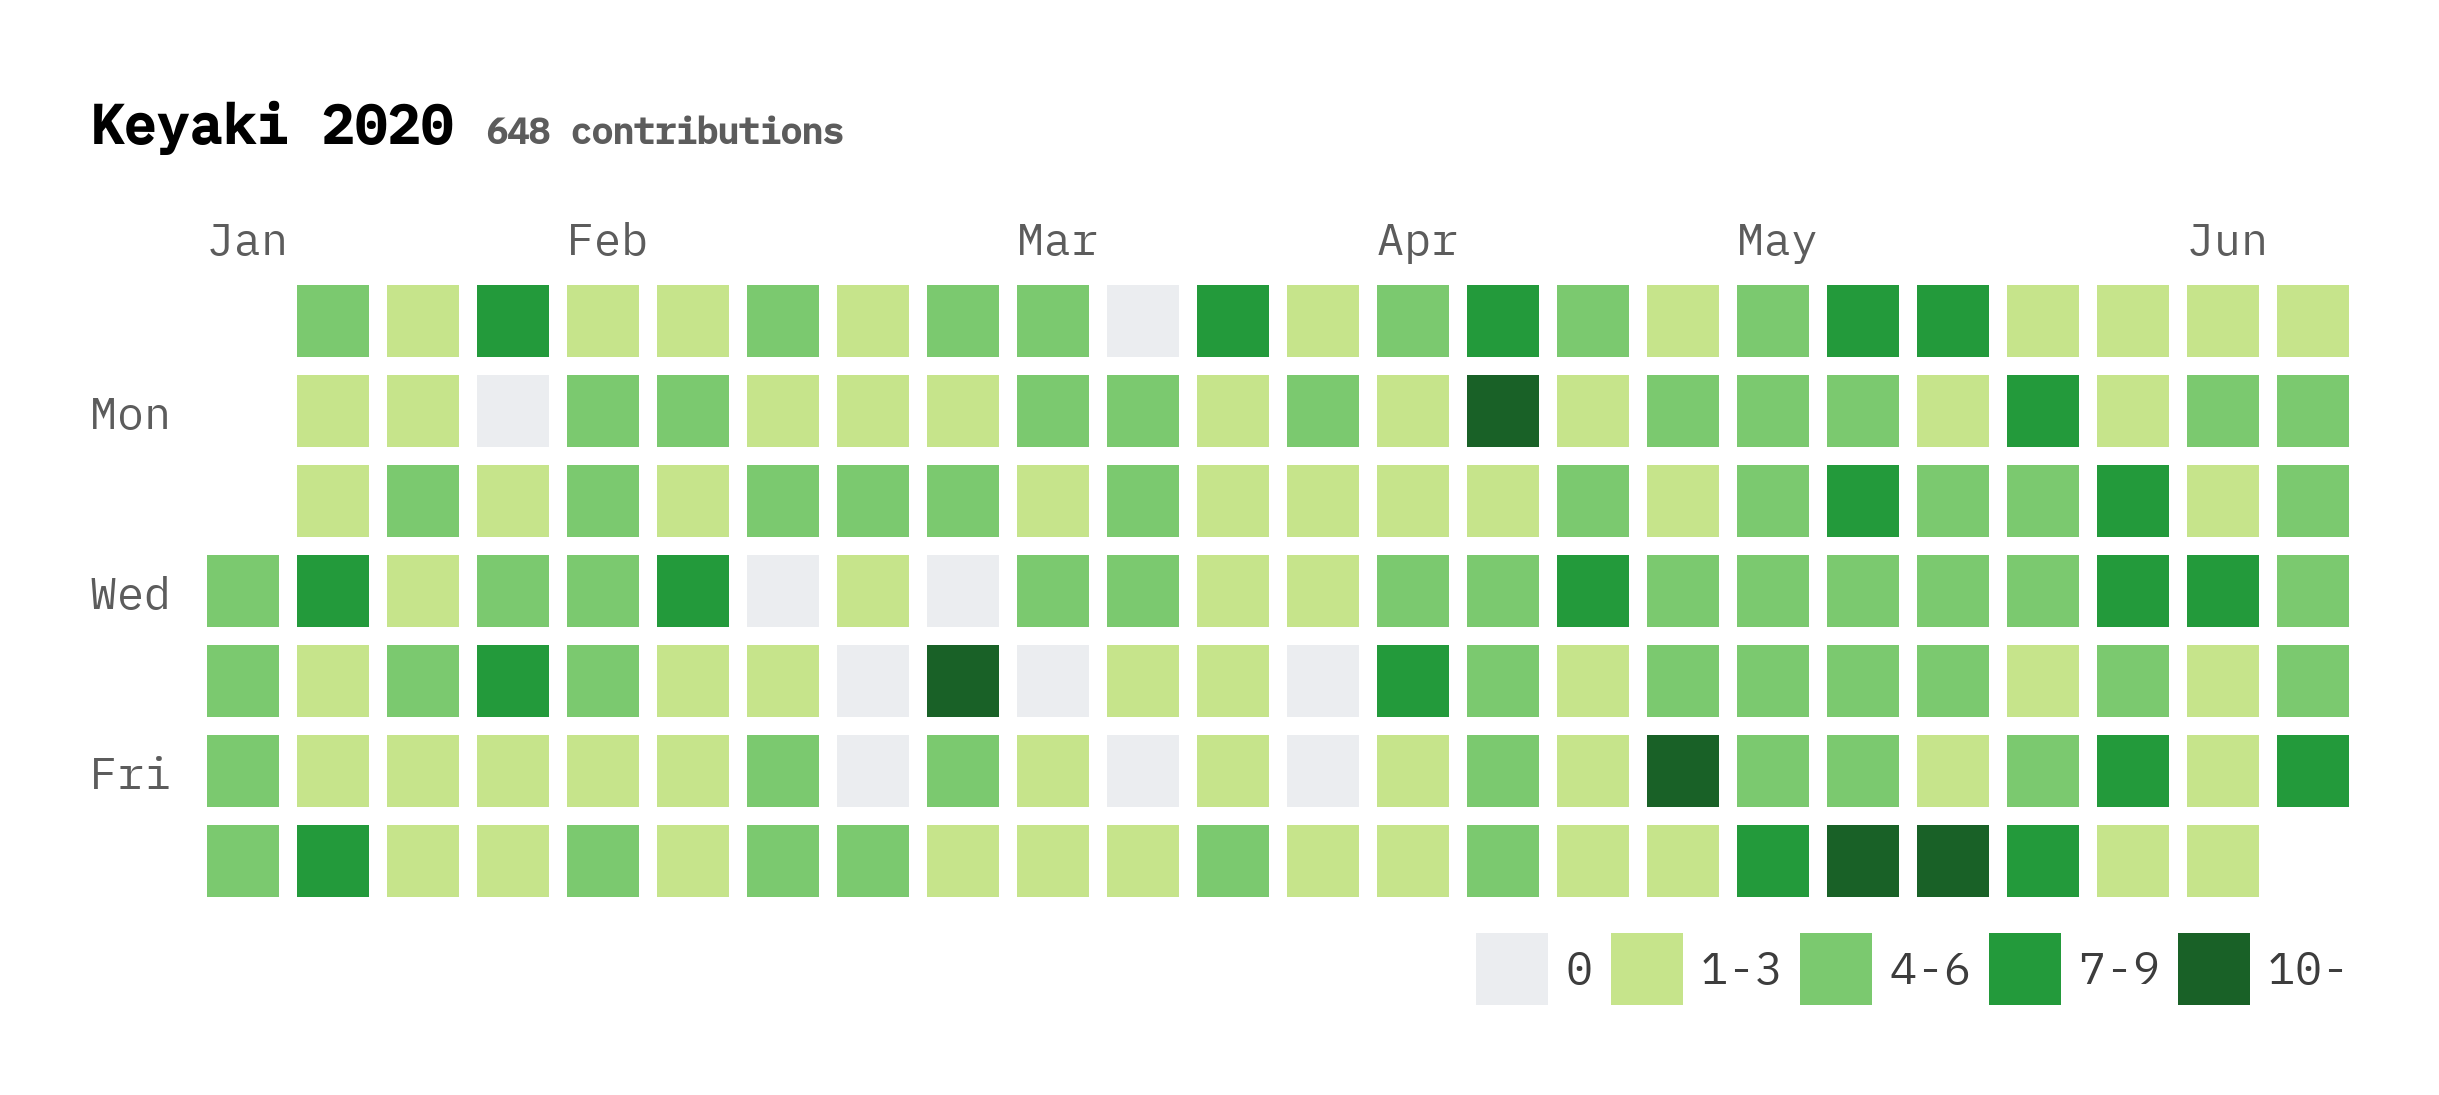 Keyaki 2020 648 contributions
Jan Feb Mar Apr May Jun
Mon
Wed
Fri
0 1-3 4-6 7-9 10-